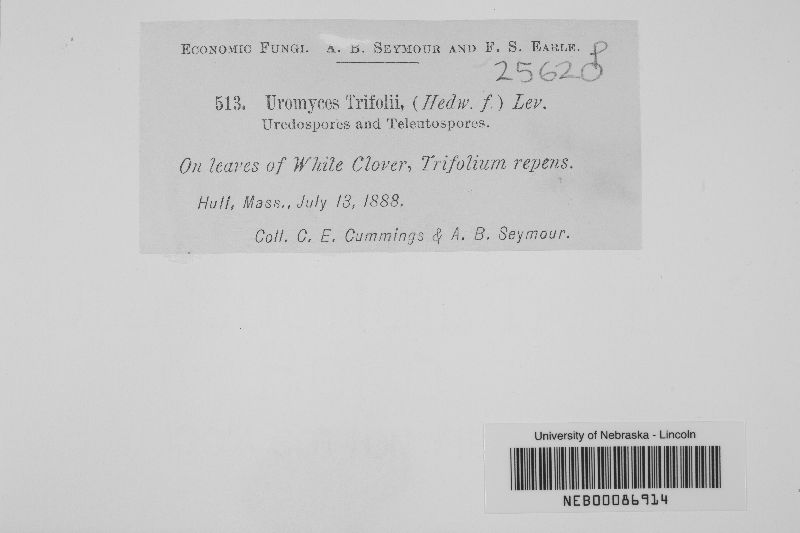 ECONOMIC FUNGI. A. B. SEYMOUR AND F. S. EARLE.
25620
513. Uromyces Trifolii, (Hedw. f.) Lev.
Uredospores and Teleutospores.
On leaves of White Clover, Trifolium repens.
Hull, Mass., July 13, 1888.
Coll. C. E. Cummings & A. B. Seymour.
University of Nebraska - Lincoln
NEB00086914